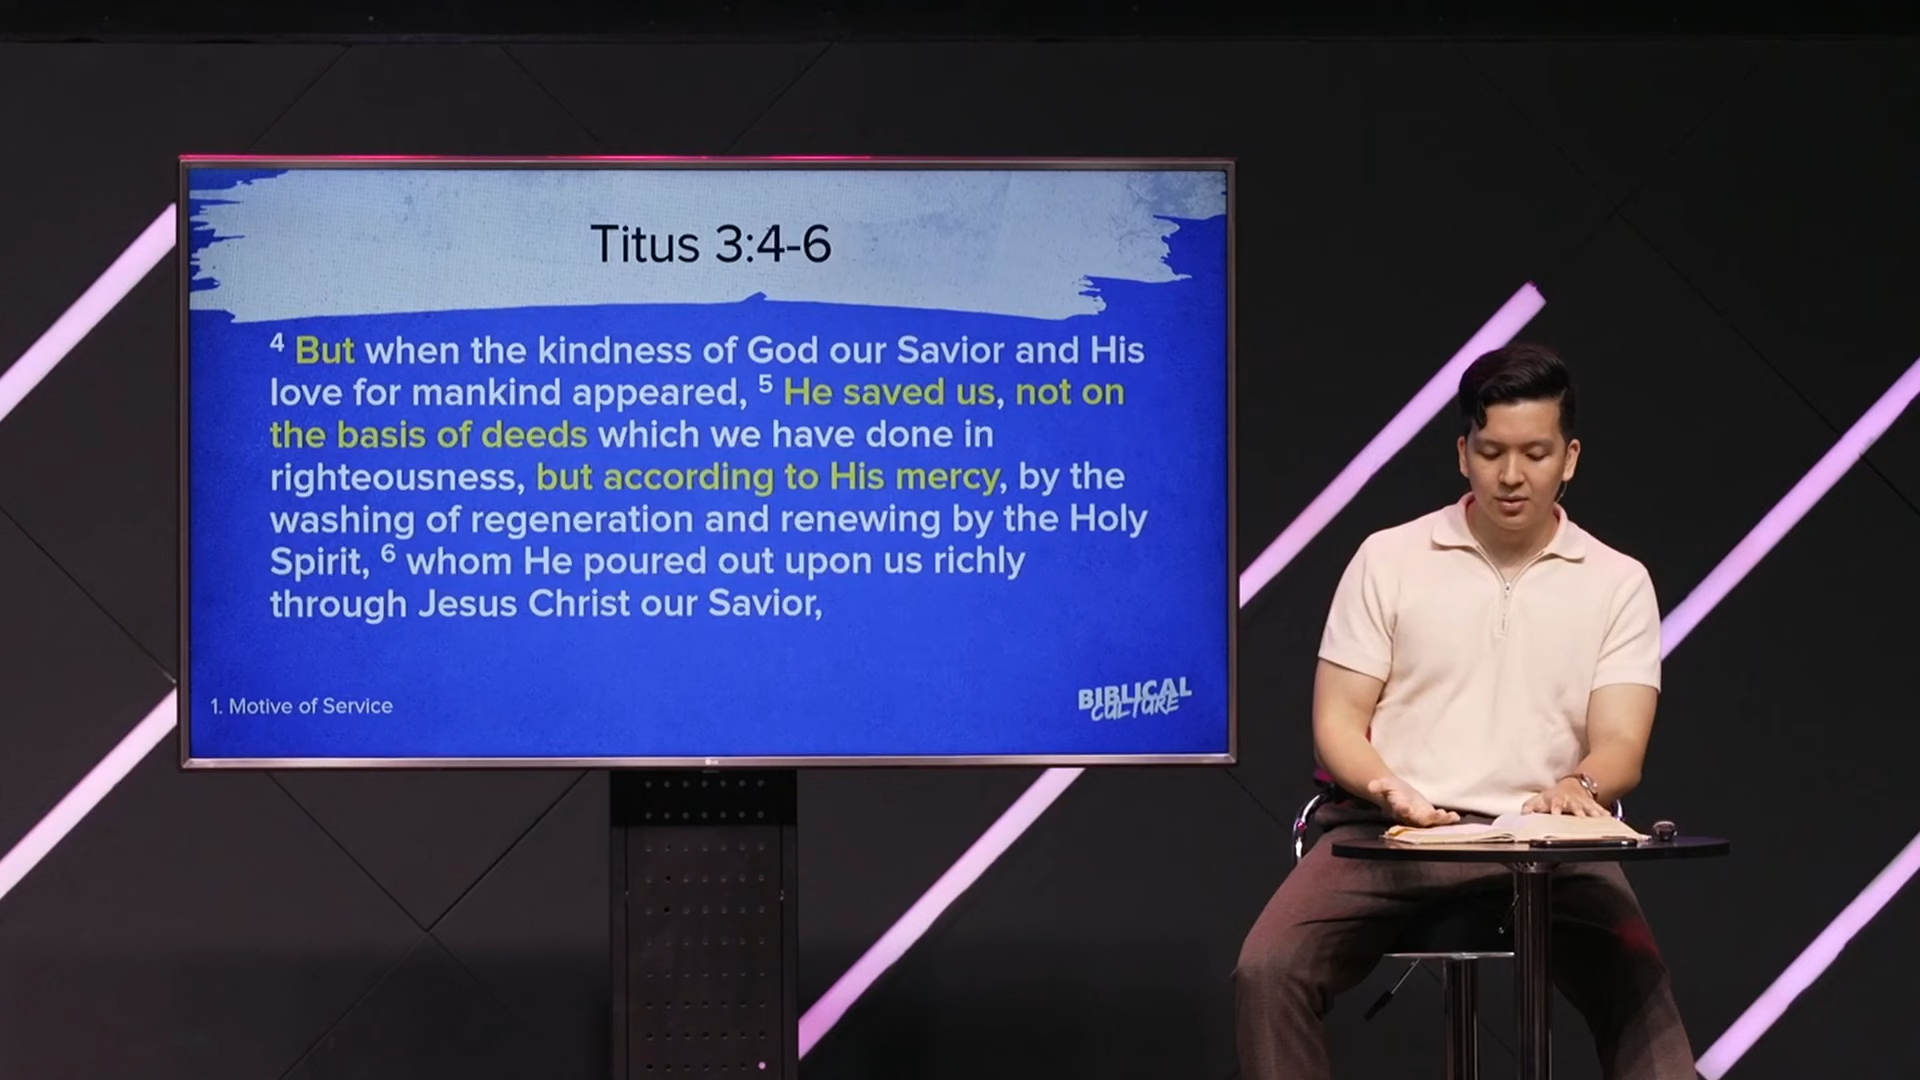 Titus 3:4-6
4 But when the kindness of God our Savior and His
love for mankind appeared, 5 He saved us, not on
the basis of deeds which we have done in
righteousness, but according to His mercy, by the
washing of regeneration and renewing by the Holy
Spirit, 6 whom He poured out upon us richly
through Jesus Christ our Savior,
1. Motive of Service
BIBLICAL
CULTURE
LG